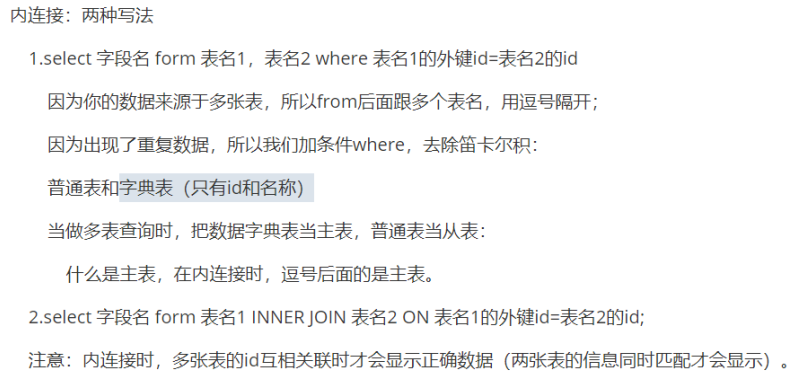 内连接：两种写法
1.select 字段名 form 表名1，表名2 where 表名1的外键id=表名2的id
因为你的数据来源于多张表，所以from后面跟多个表名，用逗号隔开；
因为出现了重复数据，所以我们加条件where，去除笛卡尔积：
普通表和字典表（只有id和名称）
当做多表查询时，把数据字典表当主表，普通表当从表：
什么是主表，在内连接时，逗号后面的是主表。
2.select 字段名 form 表名1 INNER JOIN 表名2 ON 表名1的外键id=表名2的id;
注意：内连接时，多张表的id互相关联时才会显示正确数据（两张表的信息同时匹配才会显示）。